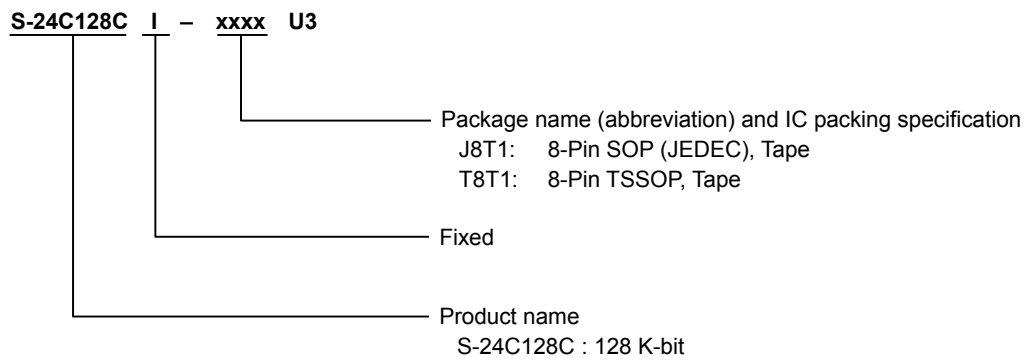 S-24C128C I – xxxx U3
Package name (abbreviation) and IC packing specification
J8T1: 8-Pin SOP (JEDEC), Tape
T8T1: 8-Pin TSSOP, Tape
Fixed
Product name
S-24C128C : 128 K-bit